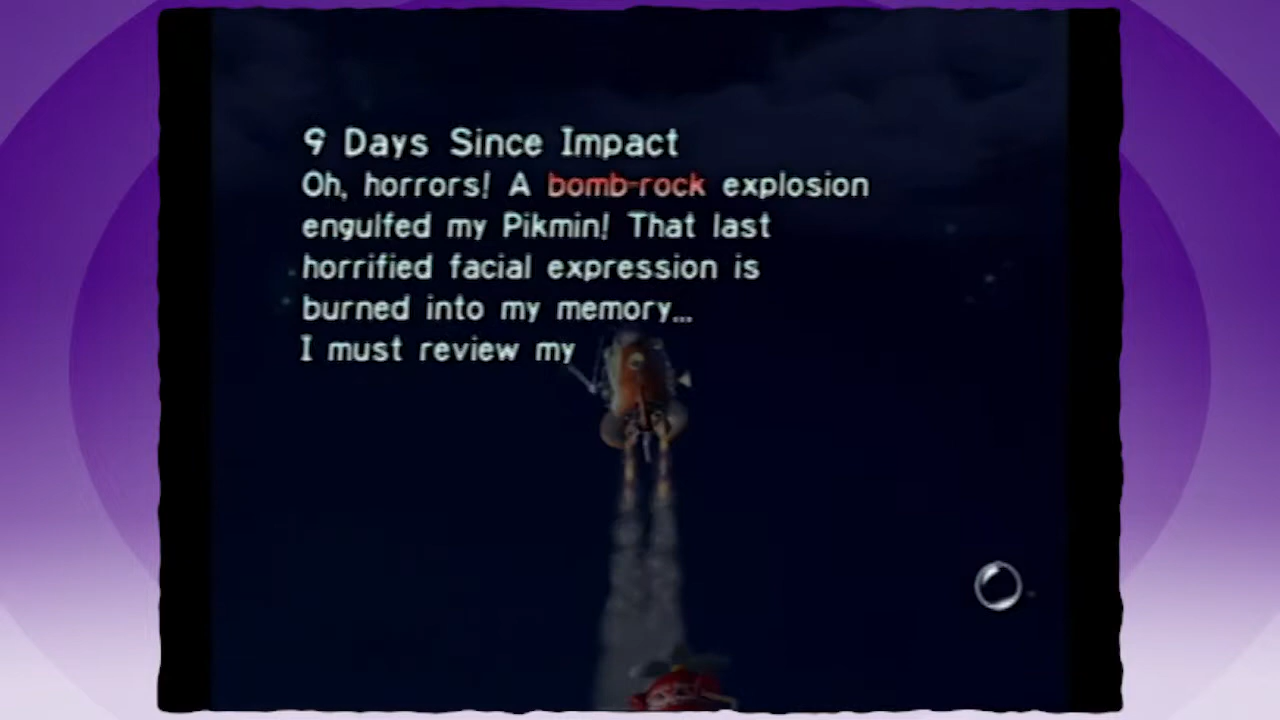 9 Days Since Impact
Oh, horrors! A bomb-rock explosion
engulfed my Pikmin! That last
horrified facial expression is
burned into my memory...
I must review my